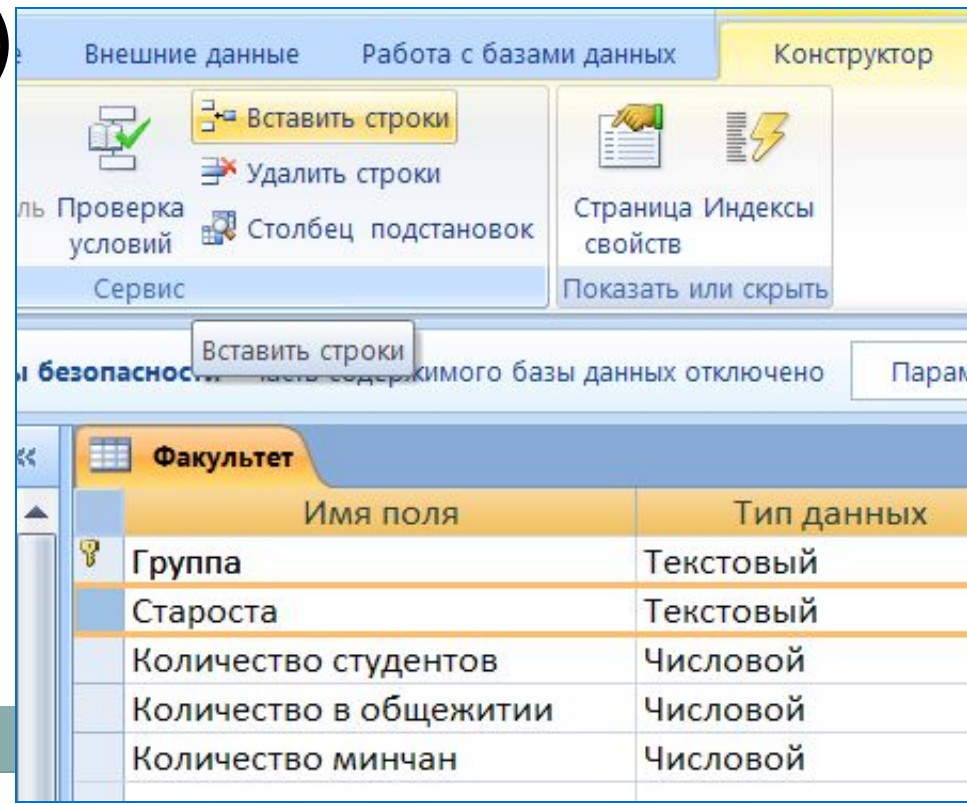 Внешние данные Работа с базами данных Конструктор
Вставить строки
Удалить строки
Столбец подстановок
Проверка условий
Страница свойств
Индексы
Сервис
Показать или скрыть
Вставить строки
содержимого базы данных отключено
Факультет
Имя поля Тип данных
Группа Текстовый
Староста Текстовый
Количество студентов Числовой
Количество в общежитии Числовой
Количество минчан Числовой